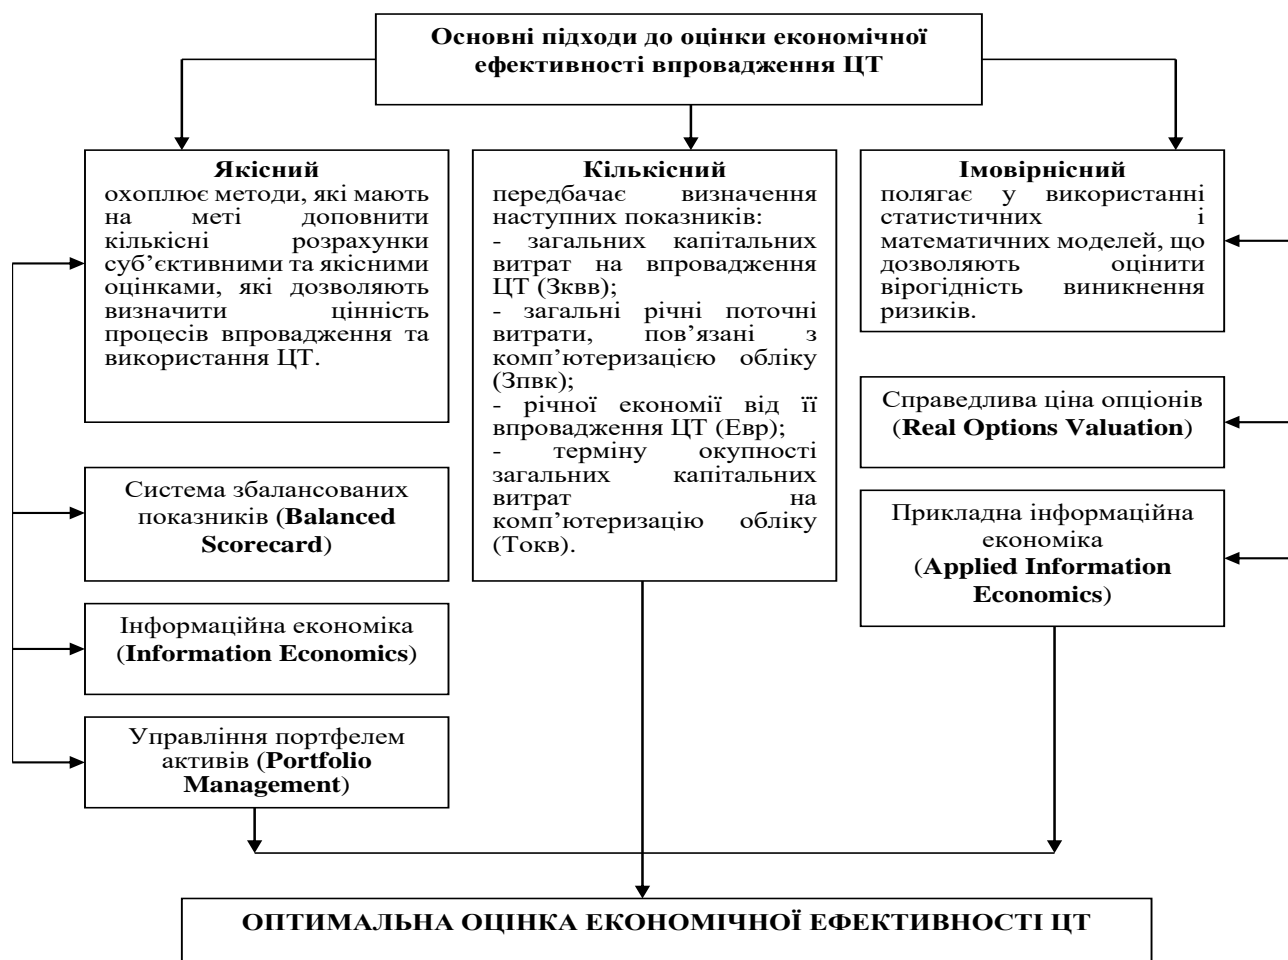 Основні підходи до оцінки економічної
ефективності впровадження ЦТ
Якісний
охоплює методи, які мають
на меті доповнити
кількісні розрахунки
суб’єктивними та якісними
оцінками, які дозволяють
визначити цінність
процесів впровадження та
використання ЦТ.
Система збалансованих
показників (Balanced
Scorecard)
Інформаційна економіка
(Information Economics)
Управління портфелем
активів (Portfolio
Management)
Кількісний
передбачає визначення
наступних показників:
- загальних капітальних
витрат на впровадження
ЦТ (Зквв);
- загальні річні поточні
витрати, пов’язані з
комп’ютеризацією обліку
(Зпвк);
- річної економії від її
впровадження ЦТ (Евр);
- терміну окупності
загальних капітальних
витрат на
комп’ютеризацію обліку
(Токв).
Імовірнісний
полягає у використанні
статистичних і
математичних моделей, що
дозволяють оцінити
вірогідність виникнення
ризиків.
Справедлива ціна опціонів
(Real Options Valuation)
Прикладна інформаційна
економіка
(Applied Information
Economics)
ОПТИМАЛЬНА ОЦІНКА ЕКОНОМІЧНОЇ ЕФЕКТИВНОСТІ ЦТ